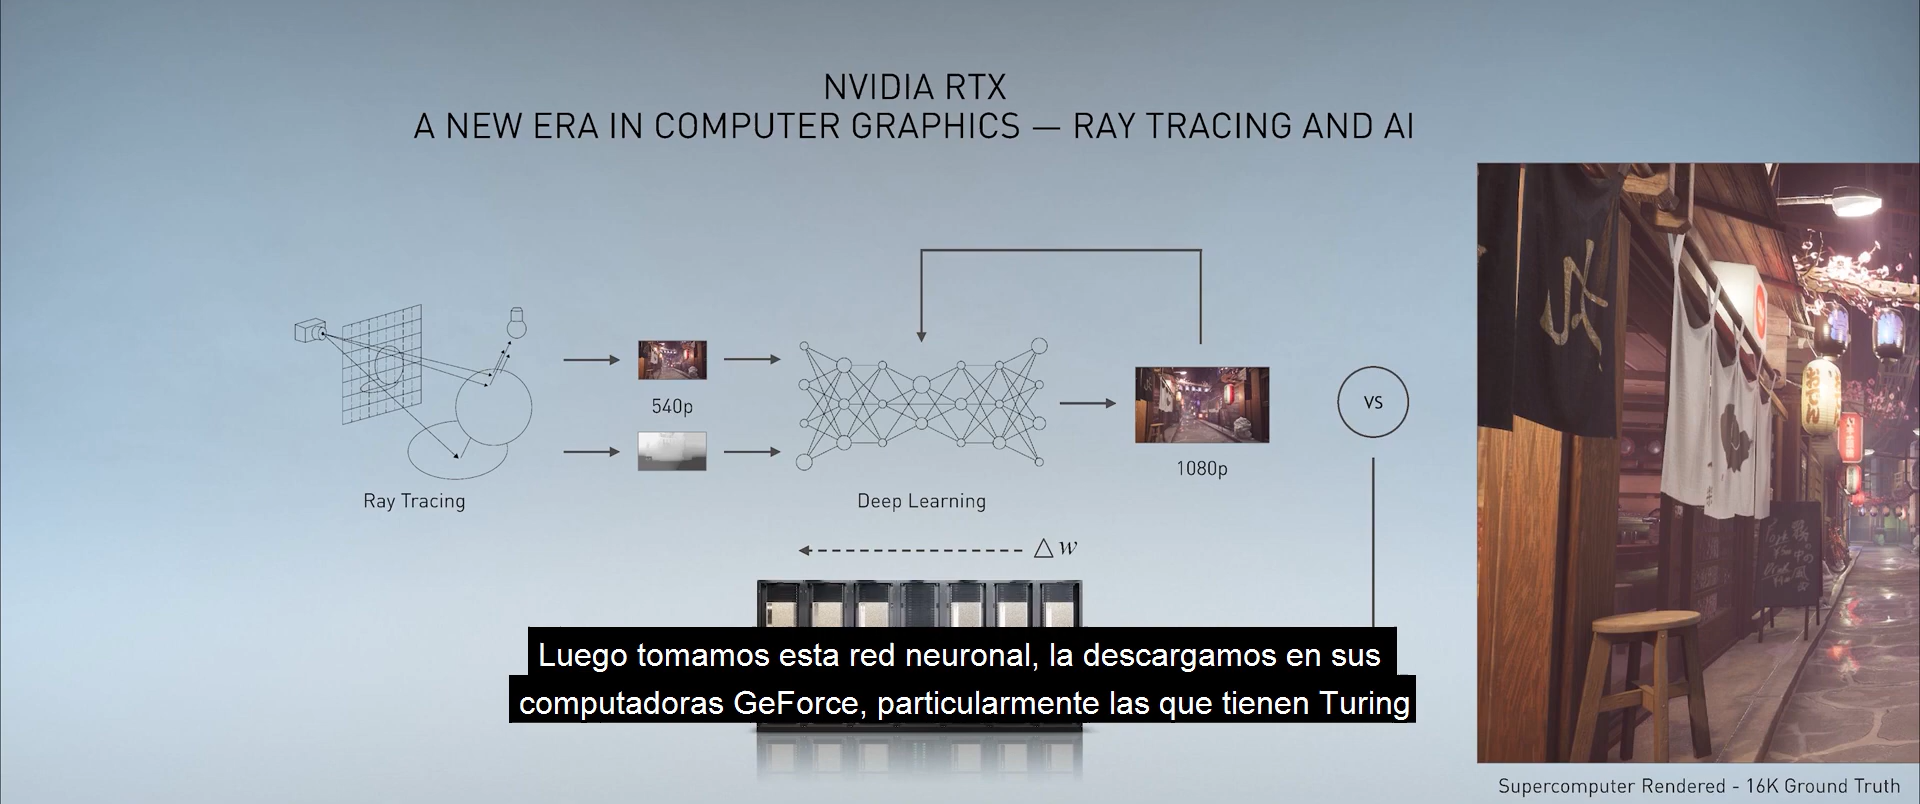 NVIDIA RTX
A NEW ERA IN COMPUTER GRAPHICS — RAY TRACING AND AI
540p
1080p
VS
Ray Tracing
Deep Learning
△ w
Luego tomamos esta red neuronal, la descargamos en sus
computadoras GeForce, particularmente las que tienen Turing
Supercomputer Rendered - 16K Ground Truth